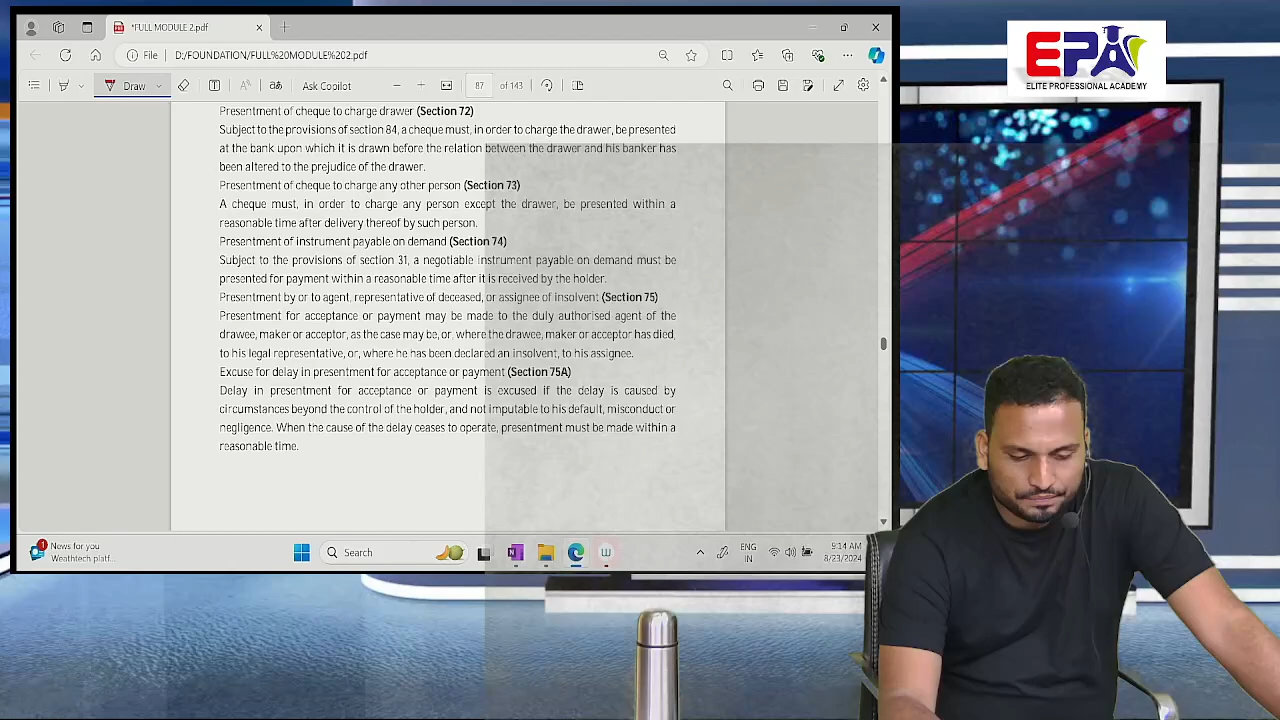 *FULL MODULE 2.pdf
File
D:/FOUNDATION/FULL%20MODULE%202.pdf
Draw
Ask Copilot
87 of 143
Presentment of cheque to charge drawer (Section 72)
Subject to the provisions of section 84, a cheque must, in order to charge the drawer, be presented
at the bank upon which it is drawn before the relation between the drawer and his banker has
been altered to the prejudice of the drawer.
Presentment of cheque to charge any other person (Section 73)
A cheque must, in order to charge any person except the drawer, be presented within a
reasonable time after delivery thereof by such person.
Presentment of instrument payable on demand (Section 74)
Subject to the provisions of section 31, a negotiable instrument payable on demand must be
presented for payment within a reasonable time after it is received by the holder.
Presentment by or to agent, representative of deceased, or assignee of insolvent (Section 75)
Presentment for acceptance or payment may be made to the duly authorised agent of the
drawee, maker or acceptor, as the case may be, or, where the drawee, maker or acceptor has died,
to his legal representative, or, where he has been declared an insolvent, to his assignee.
Excuse for delay in presentment for acceptance or payment (Section 75A)
Delay in presentment for acceptance or payment is excused if the delay is caused by
circumstances beyond the control of the holder, and not imputable to his default, misconduct or
negligence. When the cause of the delay ceases to operate, presentment must be made within a
reasonable time.
1
News for you
Wealthtech platf...
Search
ENG
IN
9:14 AM
8/23/2024
EPA
ELITE PROFESSIONAL ACADEMY